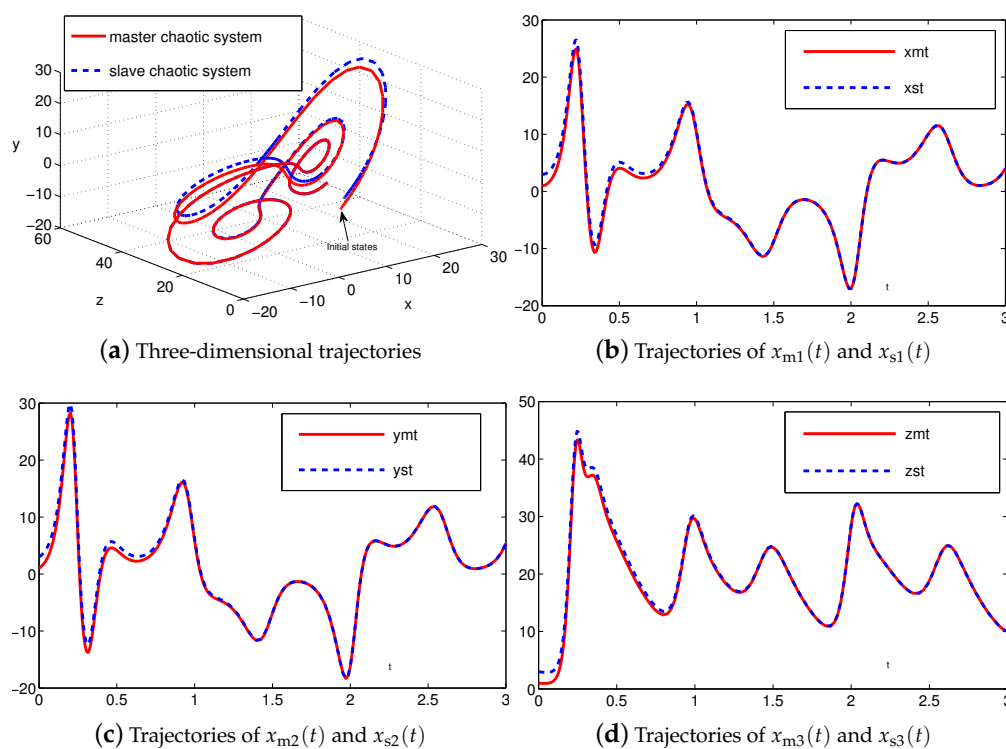 master chaotic system
slave chaotic system
30
20
10
0
−10
−20
y
60
40
20
0
z
−20
−10
0
10
20
30
x
Initial states
(a) Three-dimensional trajectories
30
20
10
0
−10
−20
xmt
xst
t
0 0.5 1 1.5 2 2.5 3
(b) Trajectories of xm1(t) and xs1(t)
30
20
10
0
−10
−20
ymt
yst
t
0 0.5 1 1.5 2 2.5 3
(c) Trajectories of xm2(t) and xs2(t)
50
40
30
20
10
0
zmt
zst
t
0 0.5 1 1.5 2 2.5 3
(d) Trajectories of xm3(t) and xs3(t)